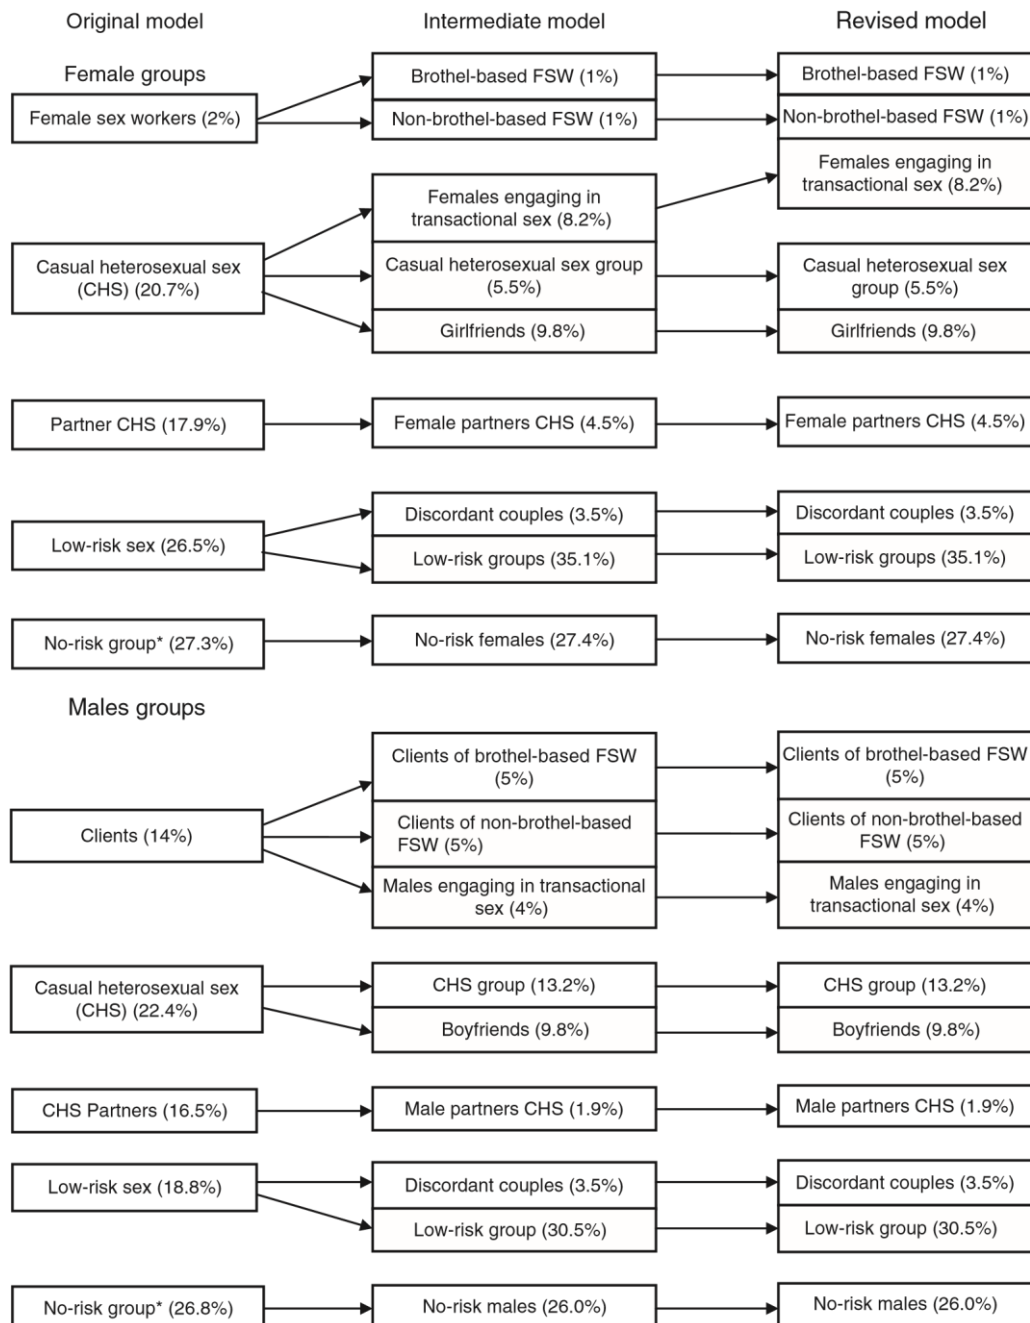 Original model
Intermediate model
Revised model
Female groups
Female sex workers (2%)
Brothel-based FSW (1%)
Non-brothel-based FSW (1%)
Brothel-based FSW (1%)
Non-brothel-based FSW (1%)
Females engaging in
transactional sex (8.2%)
Casual heterosexual sex
(CHS) (20.7%)
Females engaging in
transactional sex (8.2%)
Casual heterosexual sex group
(5.5%)
Girlfriends (9.8%)
Casual heterosexual sex
group (5.5%)
Girlfriends (9.8%)
Partner CHS (17.9%)
Female partners CHS (4.5%)
Female partners CHS (4.5%)
Low-risk sex (26.5%)
Discordant couples (3.5%)
Low-risk groups (35.1%)
Discordant couples (3.5%)
Low-risk groups (35.1%)
No-risk group* (27.3%)
No-risk females (27.4%)
No-risk females (27.4%)
Males groups
Clients (14%)
Clients of brothel-based FSW
(5%)
Clients of non-brothel-based
FSW (5%)
Males engaging in transactional
sex (4%)
Clients of brothel-based FSW
(5%)
Clients of non-brothel-based
FSW (5%)
Males engaging in
transactional sex (4%)
Casual heterosexual sex
(CHS) (22.4%)
CHS group (13.2%)
Boyfriends (9.8%)
CHS group (13.2%)
Boyfriends (9.8%)
CHS Partners (16.5%)
Male partners CHS (1.9%)
Male partners CHS (1.9%)
Low-risk sex (18.8%)
Discordant couples (3.5%)
Low-risk group (30.5%)
Discordant couples (3.5%)
Low-risk group (30.5%)
No-risk group* (26.8%)
No-risk males (26.0%)
No-risk males (26.0%)